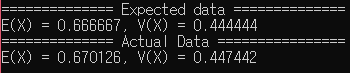 ============== Expected data ==============
E(X) = 0.666667, V(X) = 0.444444
============== Actual Data ==============
E(X) = 0.670126, V(X) = 0.447442